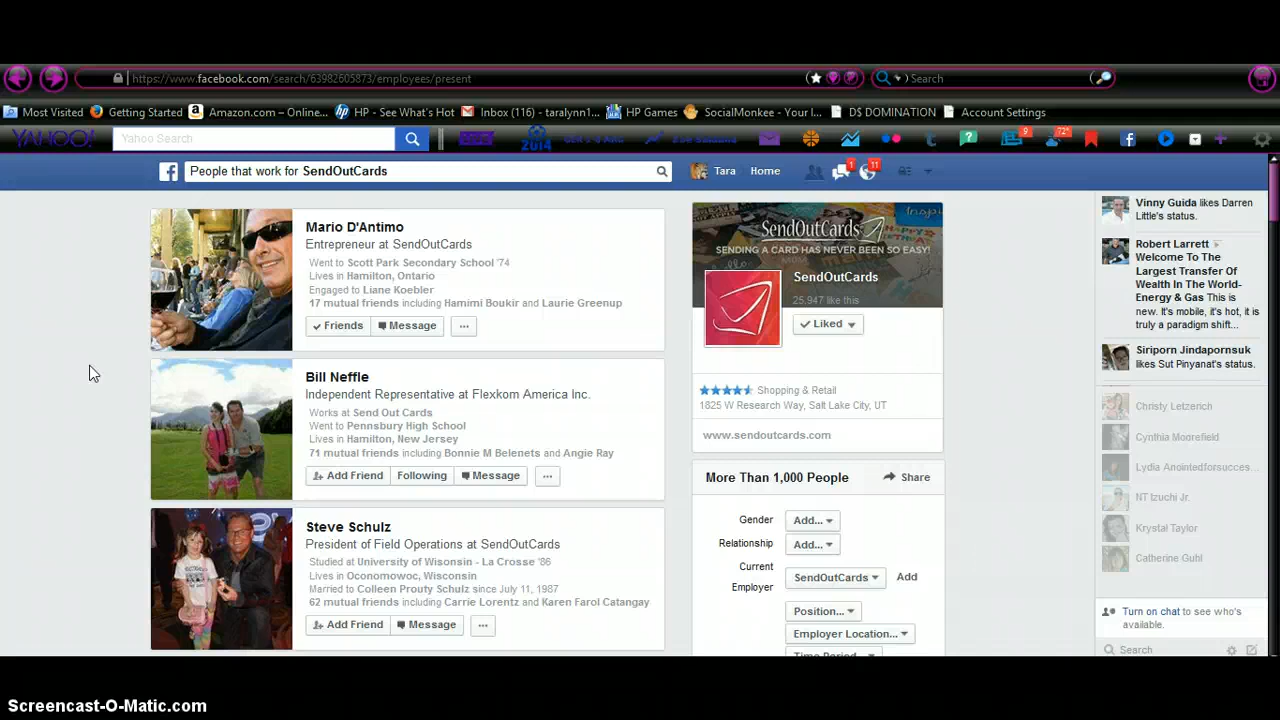 https://www.facebook.com/search/63982605873/employees/present
Search
Most Visited
Getting Started
Amazon.com – Online...
HP - See What's Hot
Inbox (116) - taralynn1...
HP Games
SocialMonkee - Your l...
D$ DOMINATION
Account Settings
YAHOO!
Yahoo Search
2014
9
72°
People that work for SendOutCards
Tara
Home
1
11
Mario D'Antimo
Entrepreneur at SendOutCards
Went to Scott Park Secondary School '74
Lives in Hamilton, Ontario
Engaged to Liane Koebler
17 mutual friends including Hamimi Boukir and Laurie Greenup
Friends
Message
...
Bill Neffle
Independent Representative at Flexkom America Inc.
Works at Send Out Cards
Went to Pennsbury High School
Lives in Hamilton, New Jersey
71 mutual friends including Bonnie M Belenets and Angie Ray
Add Friend
Following
Message
...
Steve Schulz
President of Field Operations at SendOutCards
Studied at University of Wisonsin - La Crosse '86
Lives in Oconomowoc, Wisconsin
Married to Colleen Prouty Schulz since July 11, 1987
62 mutual friends including Carrie Lorentz and Karen Farol Catangay
Add Friend
Message
...
SendOutCards
SENDING A CARD HAS NEVER BEEN SO EASY!
SendOutCards
25,947 like this
Liked
Shopping & Retail
1825 W Research Way, Salt Lake City, UT
www.sendoutcards.com
More Than 1,000 People
Share
Gender
Add...
Relationship
Add...
Current
Employer
SendOutCards
Add
Position...
Employer Location...
Time Period...
Vinny Guida likes Darren
Little's status.
Robert Larrett
Welcome To The
Largest Transfer Of
Wealth In The World-
Energy & Gas This is
new. It's mobile, it's hot, it is
truly a paradigm shift...
Siriporn Jindapornsuk
likes Sut Pinyanat's status.
Christy Letzerich
Cynthia Moorefield
Lydia Anointedforsucces...
NT Izuchi Jr.
Krystal Taylor
Catherine Guhl
Turn on chat to see who's
available.
Search
Screencast-O-Matic.com